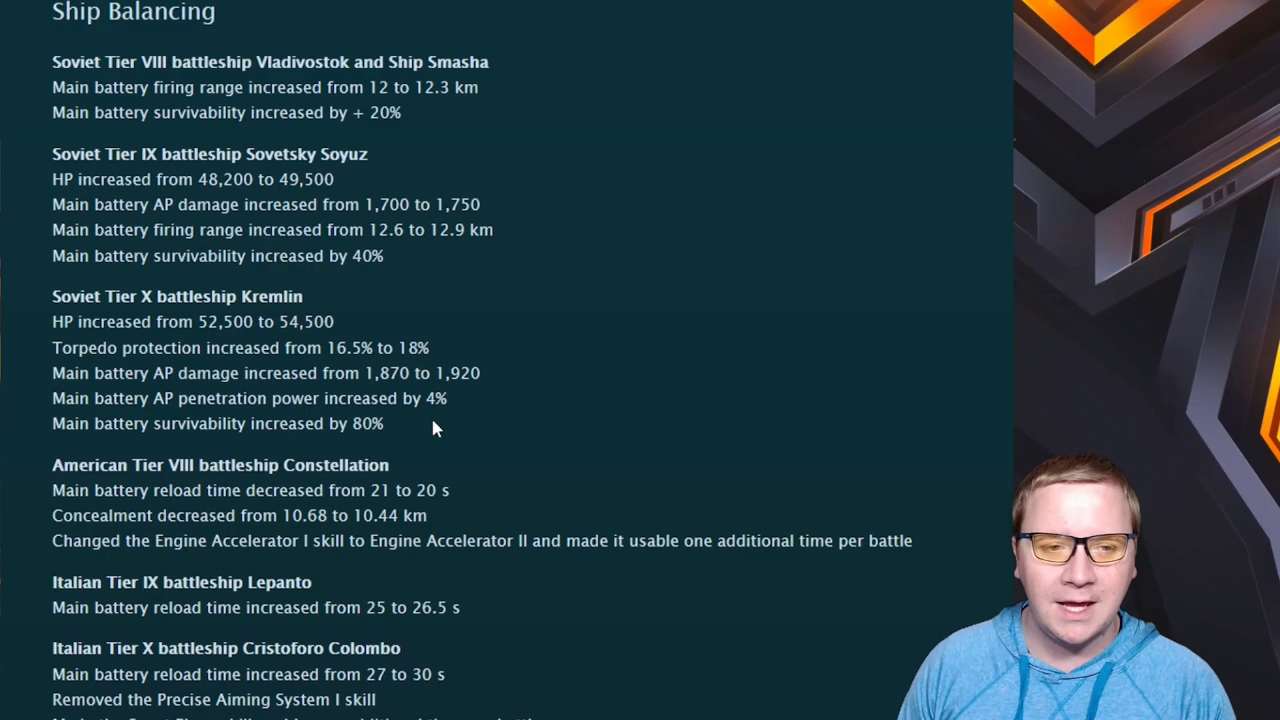 Ship Balancing
Soviet Tier VIII battleship Vladivostok and Ship Smasha
Main battery firing range increased from 12 to 12.3 km
Main battery survivability increased by + 20%
Soviet Tier IX battleship Sovetsky Soyuz
HP increased from 48,200 to 49,500
Main battery AP damage increased from 1,700 to 1,750
Main battery firing range increased from 12.6 to 12.9 km
Main battery survivability increased by 40%
Soviet Tier X battleship Kremlin
HP increased from 52,500 to 54,500
Torpedo protection increased from 16.5% to 18%
Main battery AP damage increased from 1,870 to 1,920
Main battery AP penetration power increased by 4%
Main battery survivability increased by 80%
American Tier VIII battleship Constellation
Main battery reload time decreased from 21 to 20 s
Concealment decreased from 10.68 to 10.44 km
Changed the Engine Accelerator I skill to Engine Accelerator II and made it usable one additional time per battle
Italian Tier IX battleship Lepanto
Main battery reload time increased from 25 to 26.5 s
Italian Tier X battleship Cristoforo Colombo
Main battery reload time increased from 27 to 30 s
Removed the Precise Aiming System I skill